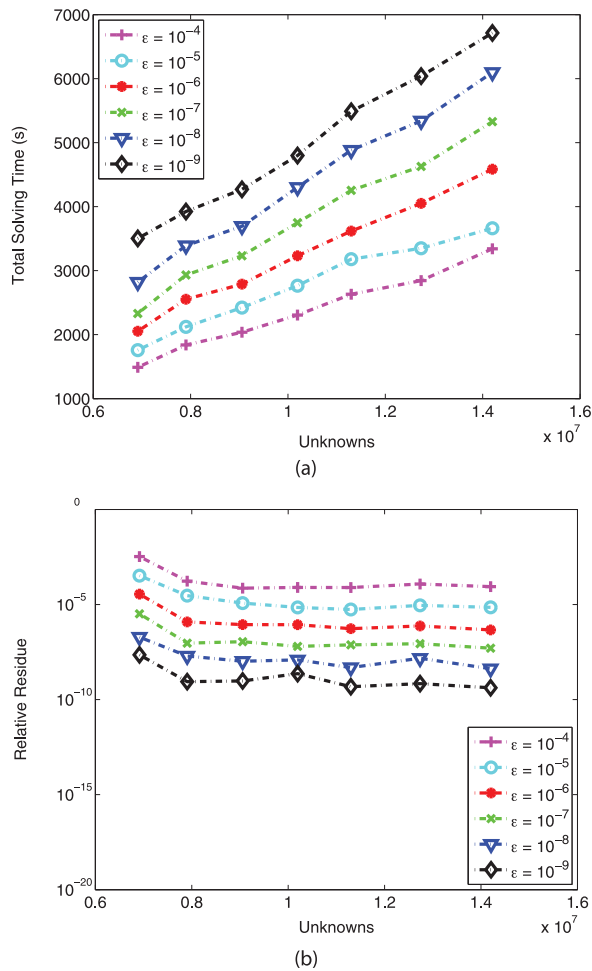 7000
6000
5000
4000
3000
2000
1000
Total Solving Time (s)
ε = 10⁻⁴
ε = 10⁻⁵
ε = 10⁻⁶
ε = 10⁻⁷
ε = 10⁻⁸
ε = 10⁻⁹
0.6 0.8 1 1.2 1.4 1.6
Unknowns
x 10⁷
(a)
0
10⁻⁵
10⁻¹⁰
10⁻¹⁵
10⁻²⁰
Relative Residue
ε = 10⁻⁴
ε = 10⁻⁵
ε = 10⁻⁶
ε = 10⁻⁷
ε = 10⁻⁸
ε = 10⁻⁹
0.6 0.8 1 1.2 1.4 1.6
Unknowns
x 10⁷
(b)